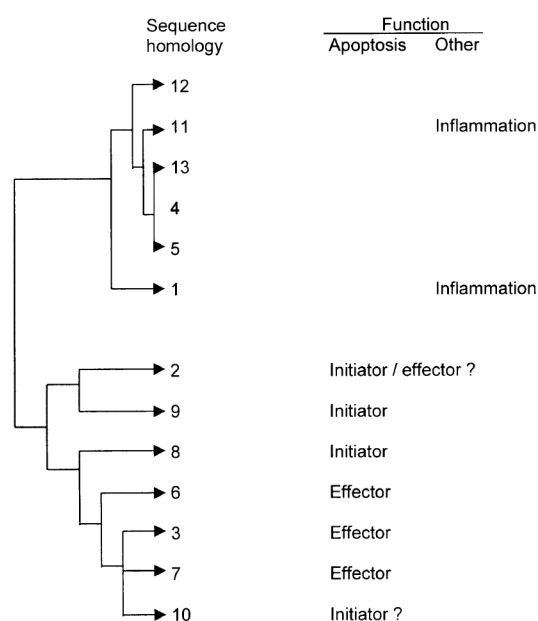 Sequence homology
Function
Apoptosis Other
12
11 Inflammation
13
4
5
1 Inflammation
2 Initiator / effector ?
9 Initiator
8 Initiator
6 Effector
3 Effector
7 Effector
10 Initiator ?